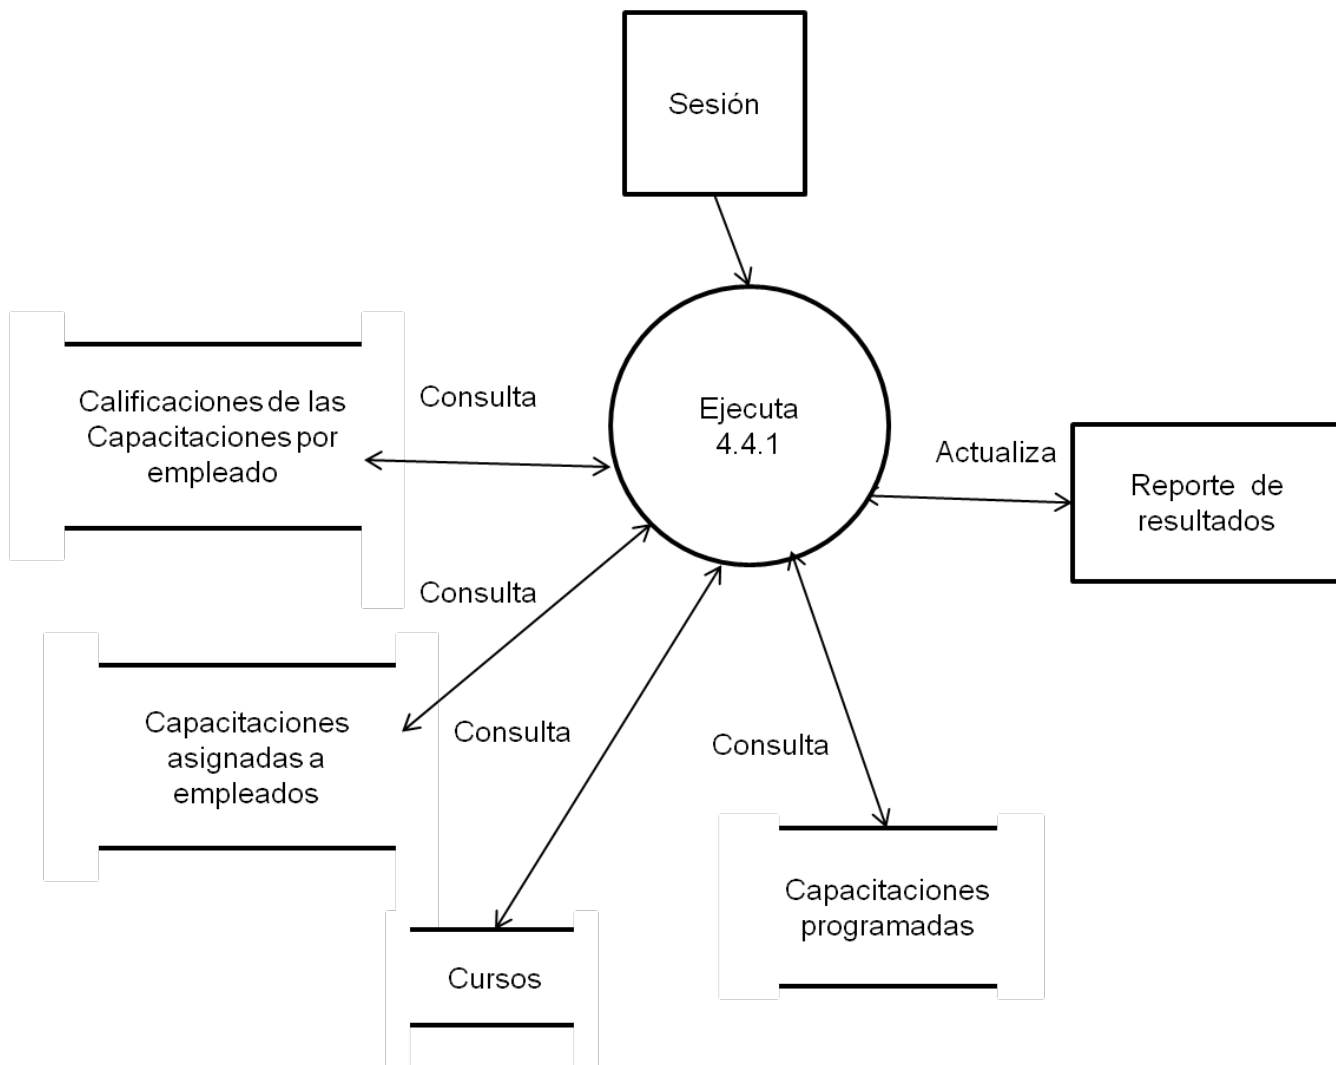 Sesión
Calificaciones de las
Capacitaciones por
empleado
Consulta
Ejecuta
4.4.1
Actualiza
Reporte de
resultados
Consulta
Capacitaciones
asignadas a
empleados
Consulta
Consulta
Capacitaciones
programadas
Cursos